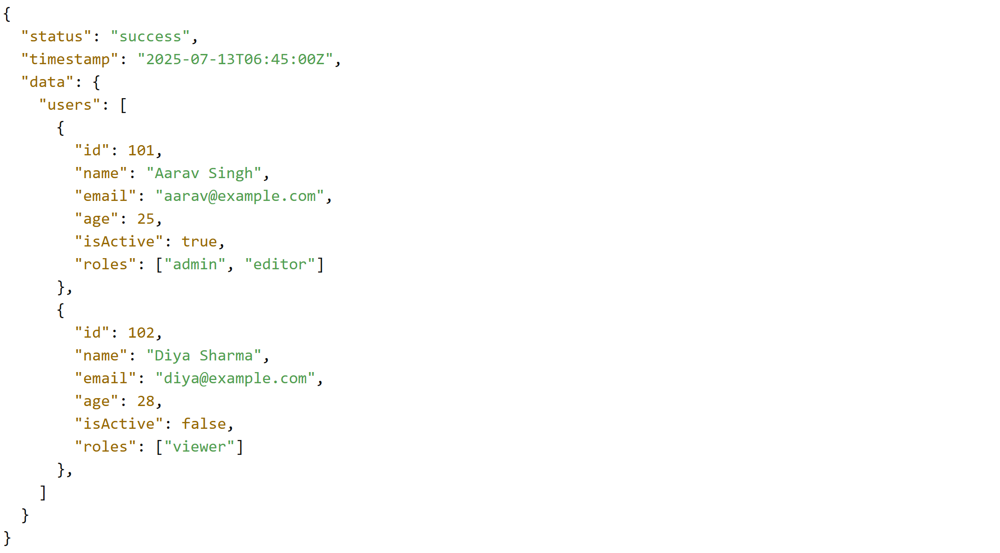 {
  "status": "success",
  "timestamp": "2025-07-13T06:45:00Z",
  "data": {
    "users": [
      {
        "id": 101,
        "name": "Aarav Singh",
        "email": "aarav@example.com",
        "age": 25,
        "isActive": true,
        "roles": ["admin", "editor"]
      },
      {
        "id": 102,
        "name": "Diya Sharma",
        "email": "diya@example.com",
        "age": 28,
        "isActive": false,
        "roles": ["viewer"]
      },
    ]
  }
}